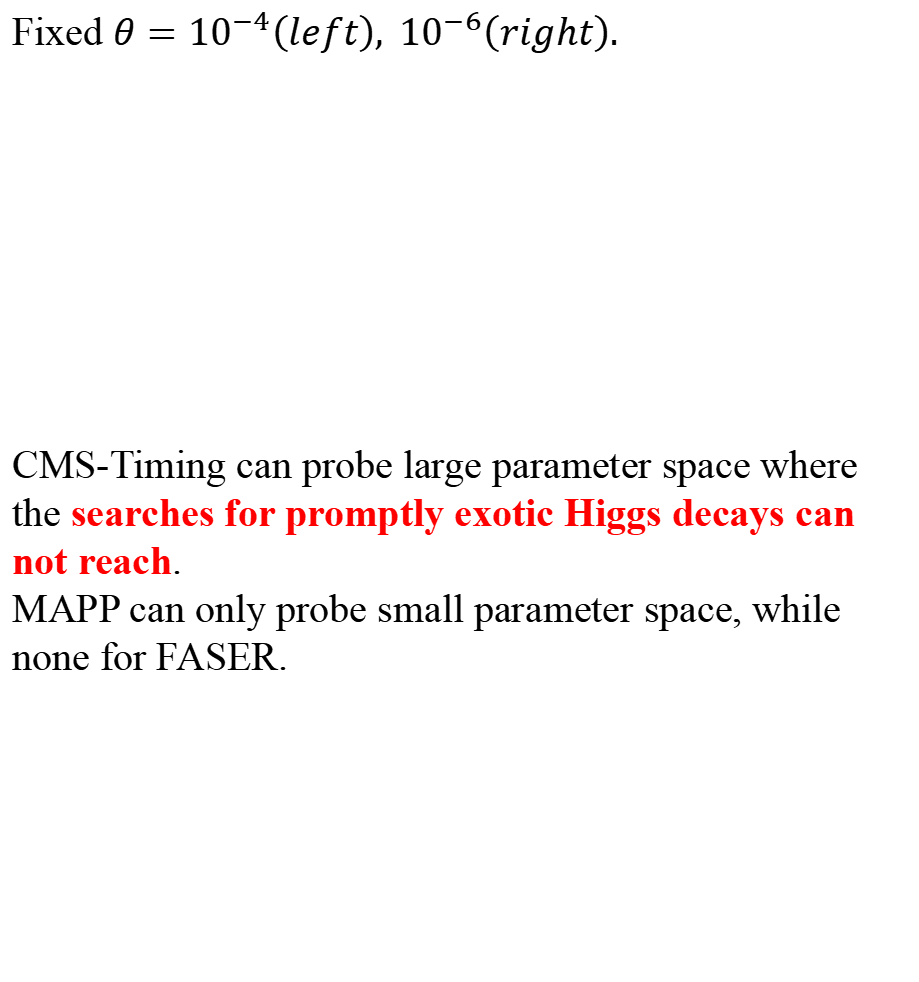 Fixed θ = 10⁻⁴(left), 10⁻⁶(right).
CMS-Timing can probe large parameter space where
the searches for promptly exotic Higgs decays can
not reach.
MAPP can only probe small parameter space, while
none for FASER.